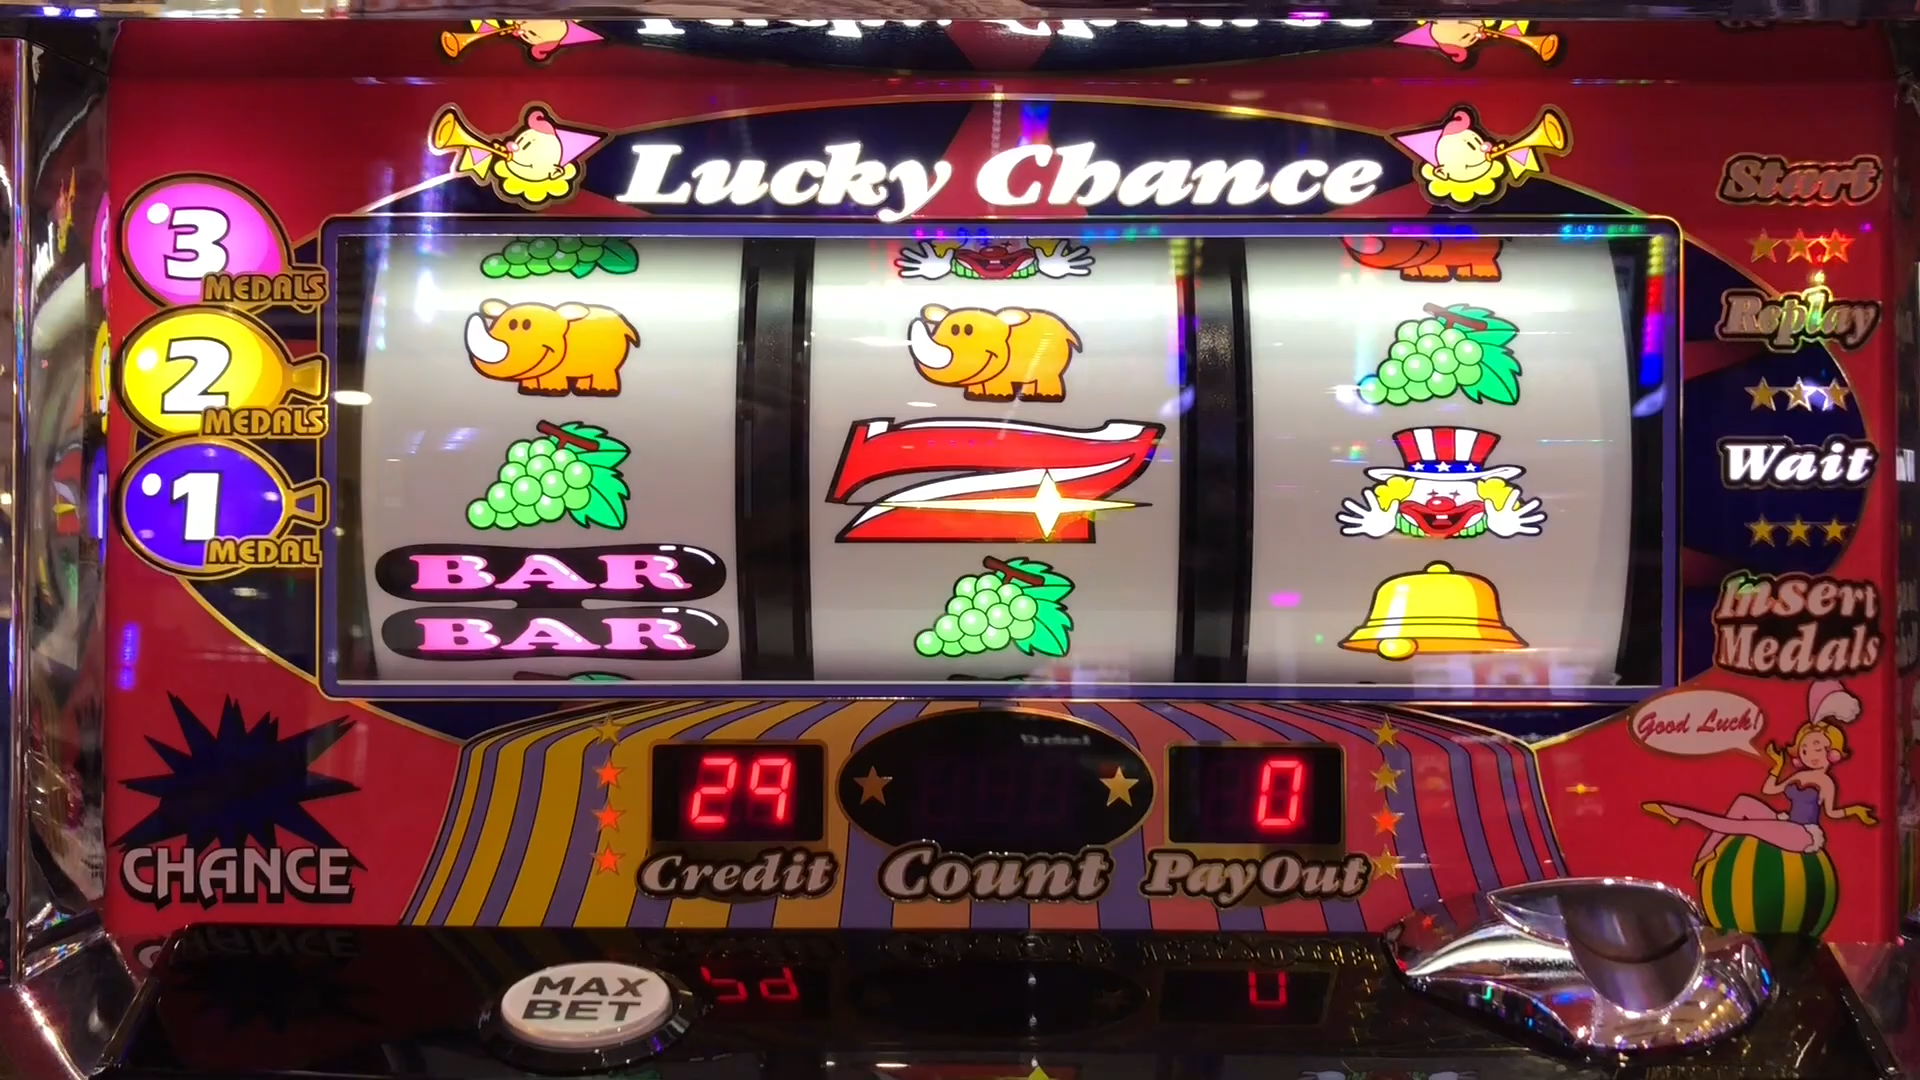 Lucky Chance
3
MEDALS
2
MEDALS
1
MEDAL
Start
Replay
Wait
Insert
Medals
7
BAR
BAR
Good Luck!
CHANCE
29
0
Credit
Count
PayOut
MAX
BET